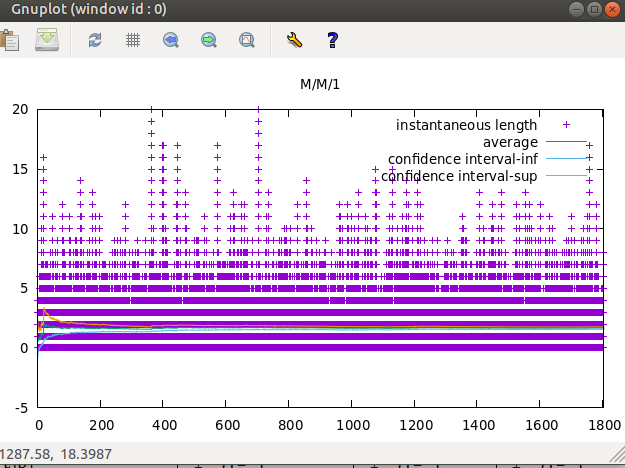 Gnuplot (window id : 0)
M/M/1
20
15
10
5
0
-5
instantaneous length
average
confidence interval-inf
confidence interval-sup
0 200 400 600 800 1000 1200 1400 1600 1800
1287.58, 18.3987